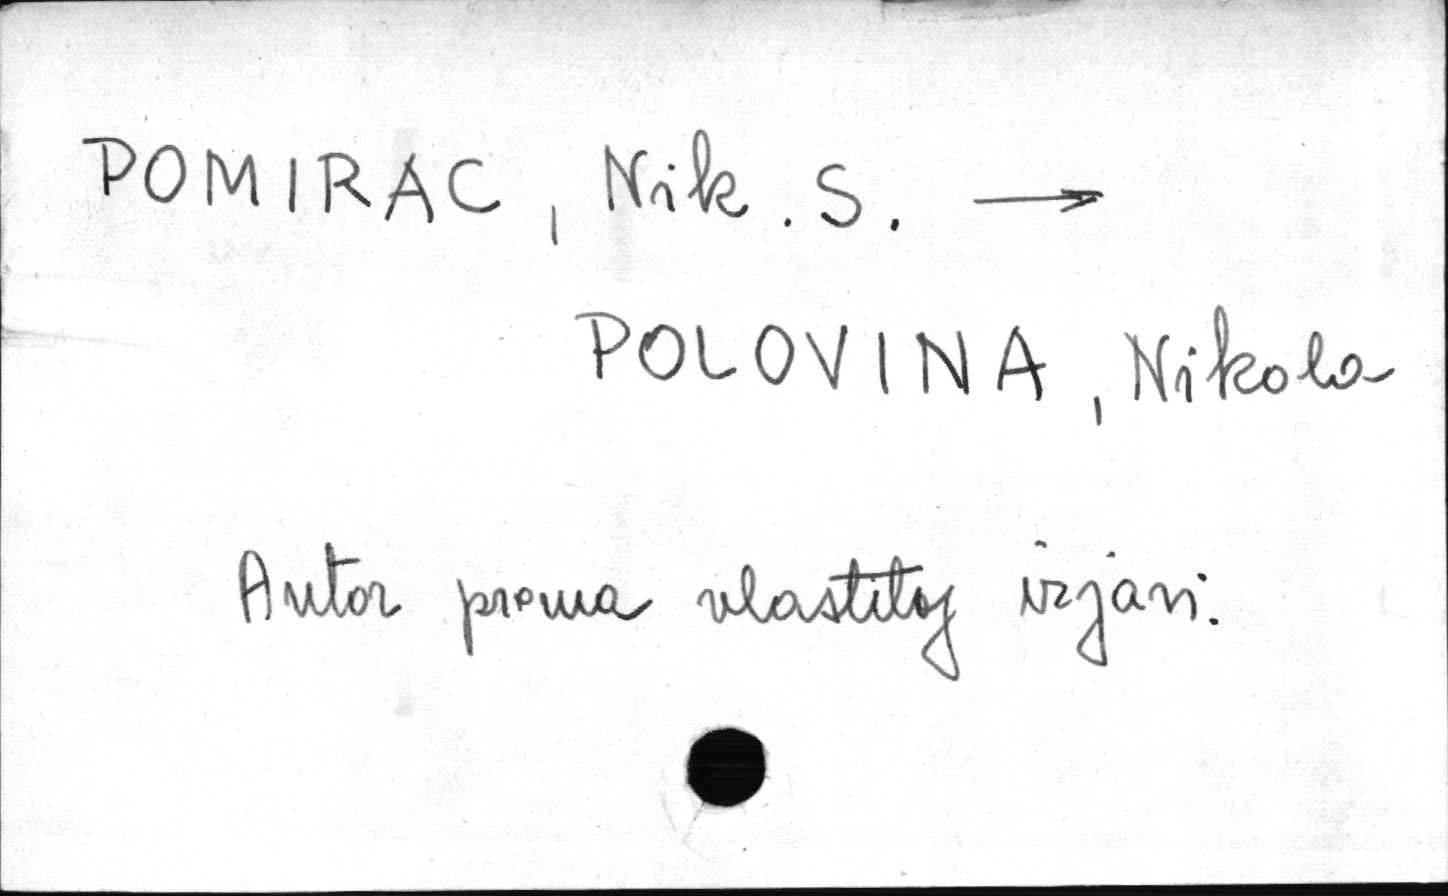 POMIRAC, Nik. S. →
POLOVINA, Nikola
Autor prema vlastitoj izjavi.